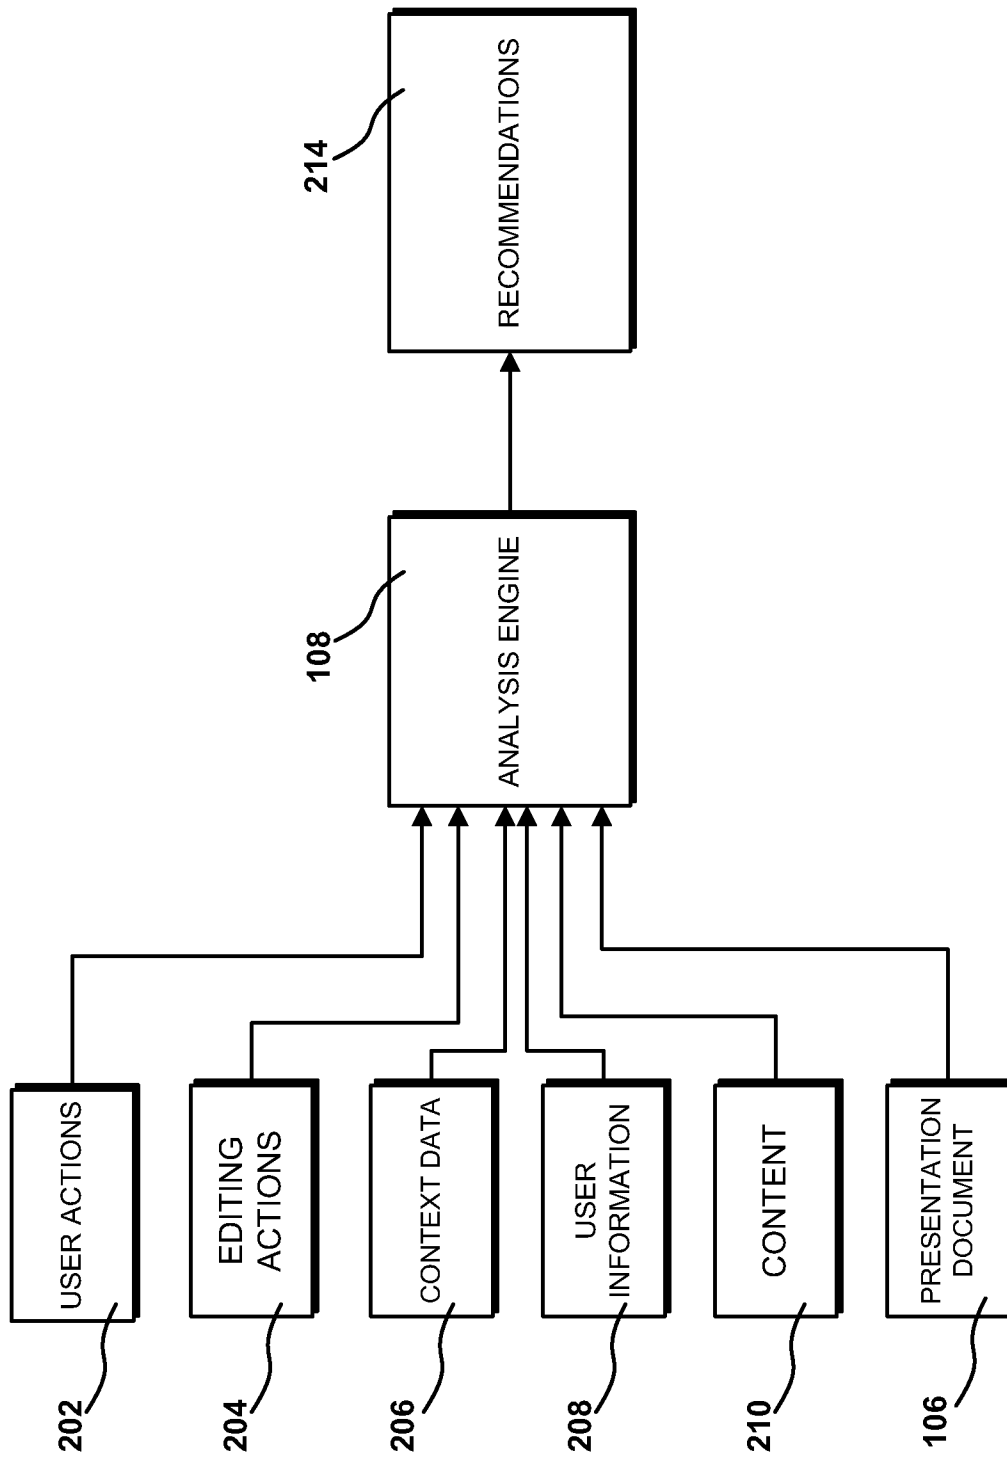 202
USER ACTIONS
204
EDITING
ACTIONS
206
CONTEXT DATA
208
USER
INFORMATION
210
CONTENT
106
PRESENTATION
DOCUMENT
108
ANALYSIS ENGINE
214
RECOMMENDATIONS